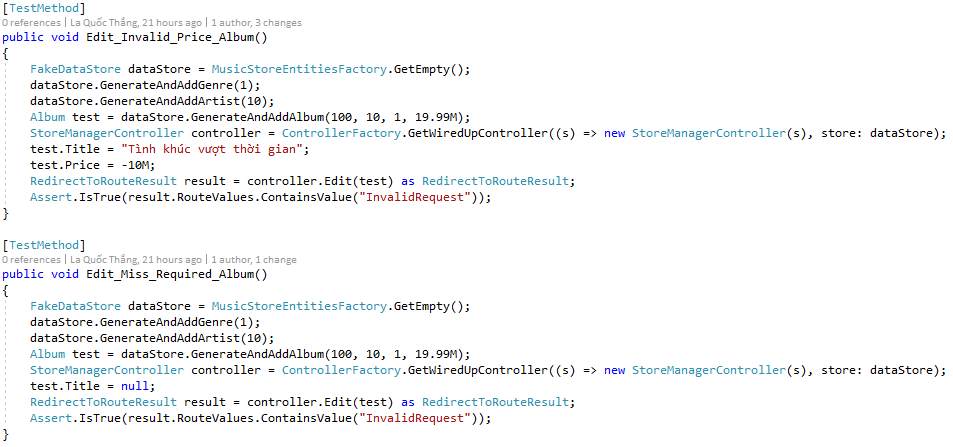 [TestMethod]
0 references | La Quốc Thắng, 21 hours ago | 1 author, 3 changes
public void Edit_Invalid_Price_Album()
{
FakeDataStore dataStore = MusicStoreEntitiesFactory.GetEmpty();
dataStore.GenerateAndAddGenre(1);
dataStore.GenerateAndAddArtist(10);
Album test = dataStore.GenerateAndAddAlbum(100, 10, 1, 19.99M);
StoreManagerController controller = ControllerFactory.GetWiredUpController((s) => new StoreManagerController(s), store: dataStore);
test.Title = "Tình khúc vượt thời gian";
test.Price = -10M;
RedirectToRouteResult result = controller.Edit(test) as RedirectToRouteResult;
Assert.IsTrue(result.RouteValues.ContainsValue("InvalidRequest"));
}
[TestMethod]
0 references | La Quốc Thắng, 21 hours ago | 1 author, 1 change
public void Edit_Miss_Required_Album()
{
FakeDataStore dataStore = MusicStoreEntitiesFactory.GetEmpty();
dataStore.GenerateAndAddGenre(1);
dataStore.GenerateAndAddArtist(10);
Album test = dataStore.GenerateAndAddAlbum(100, 10, 1, 19.99M);
StoreManagerController controller = ControllerFactory.GetWiredUpController((s) => new StoreManagerController(s), store: dataStore);
test.Title = null;
RedirectToRouteResult result = controller.Edit(test) as RedirectToRouteResult;
Assert.IsTrue(result.RouteValues.ContainsValue("InvalidRequest"));
}